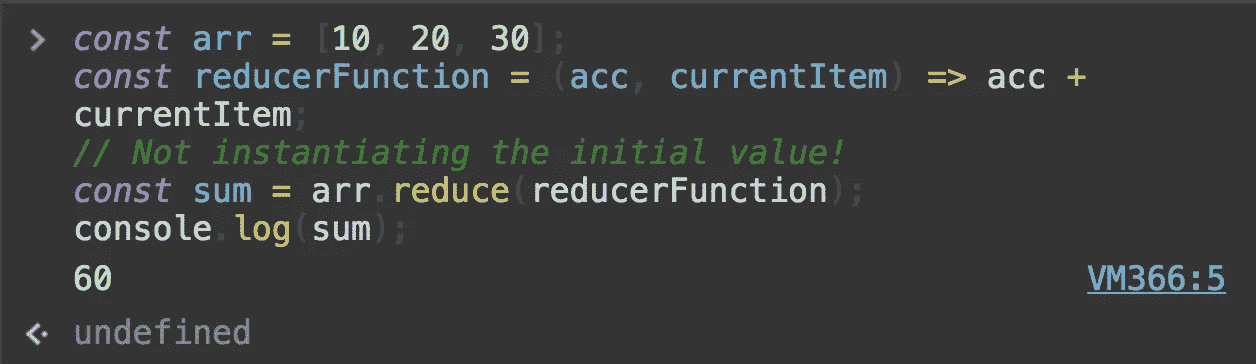 > const arr = [10, 20, 30];
const reducerFunction = (acc, currentItem) => acc +
currentItem;
// Not instantiating the initial value!
const sum = arr.reduce(reducerFunction);
console.log(sum);
60 VM366:5
undefined